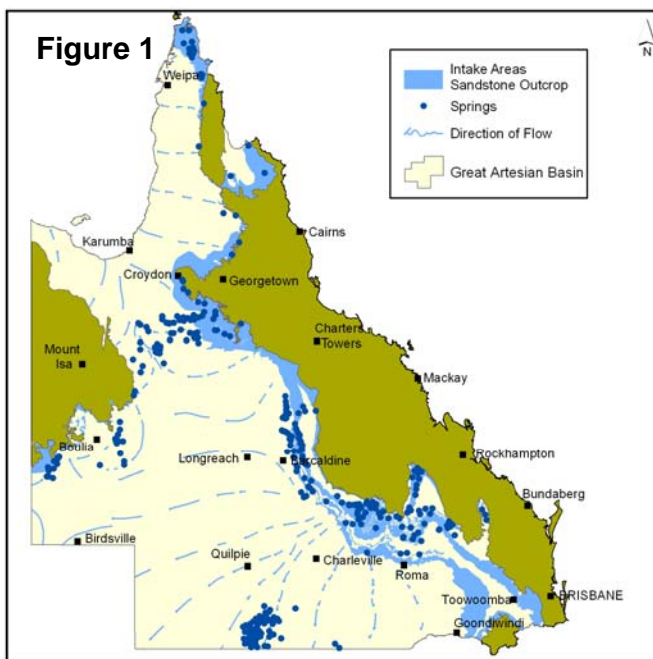 Figure 1
N
Intake Areas
Sandstone Outcrop
Springs
Direction of Flow
Great Artesian Basin
Weipa
Cairns
Karumba
Croydon
Georgetown
Charters
Towers
Mount
Isa
Mackay
Boulia
Longreach
Barcaldine
Rockhampton
Bundaberg
Birdsville
Quilpie
Charleville
Roma
Toowoomba
BRISBANE
Goondiwindi